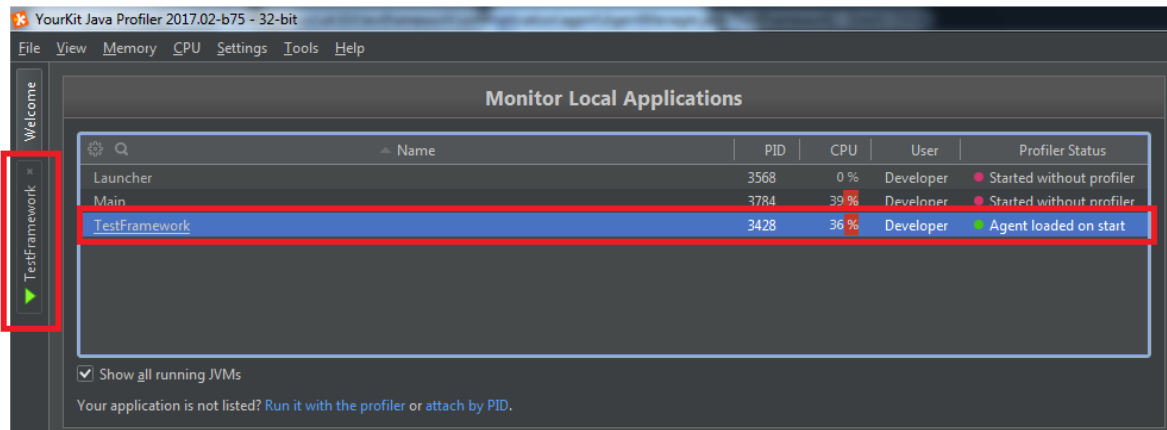 YourKit Java Profiler 2017.02-b75 - 32-bit
File View Memory CPU Settings Tools Help
Welcome
TestFramework
Monitor Local Applications
Name PID CPU User Profiler Status
Launcher 3568 0 % Developer Started without profiler
Main 3784 39 % Developer Started without profiler
TestFramework 3428 36 % Developer Agent loaded on start
Show all running JVMs
Your application is not listed? Run it with the profiler or attach by PID.